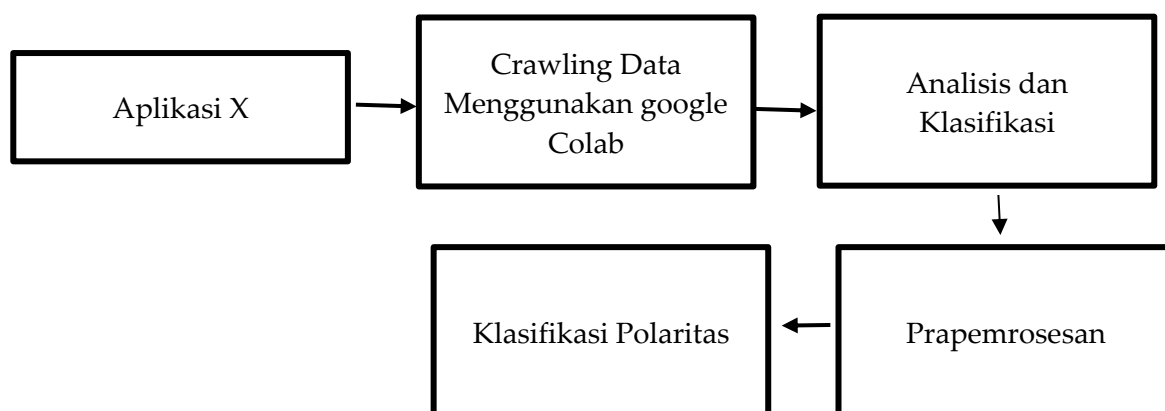 Aplikasi X
Crawling Data
Menggunakan google
Colab
Analisis dan
Klasifikasi
Prapemrosesan
Klasifikasi Polaritas